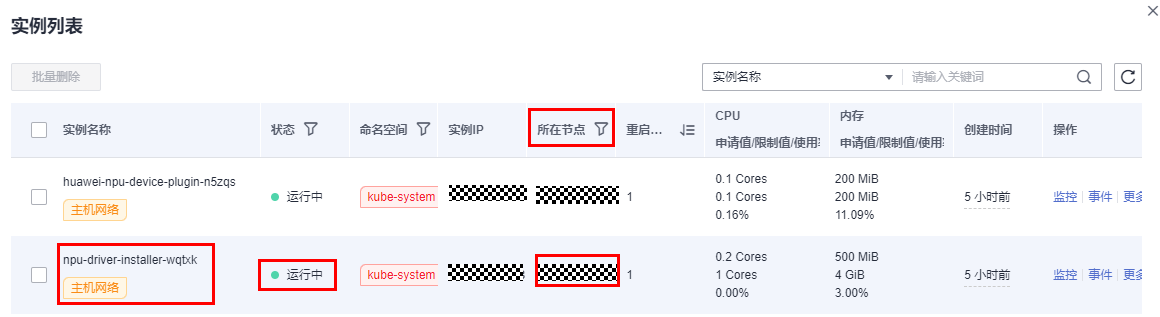 实例列表
批量删除
实例名称
请输入关键词
实例名称
状态
命名空间
实例IP
所在节点
重启...
CPU
申请值/限制值/使用
内存
申请值/限制值/使用
创建时间
操作
huawei-npu-device-plugin-n5zqs
主机网络
运行中
kube-system
1
0.1 Cores
0.1 Cores
0.16%
200 MiB
200 MiB
11.09%
5 小时前
监控
事件
更多
npu-driver-installer-wqtxk
主机网络
运行中
kube-system
1
0.2 Cores
1 Cores
0.00%
500 MiB
4 GiB
3.00%
5 小时前
监控
事件
更多